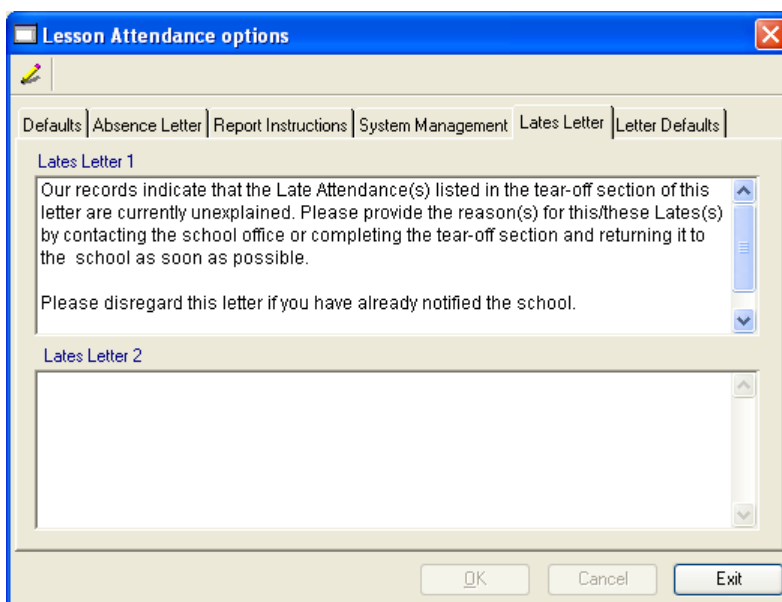 Lesson Attendance options
Defaults Absence Letter Report Instructions System Management Lates Letter Letter Defaults
Lates Letter 1
Our records indicate that the Late Attendance(s) listed in the tear-off section of this
letter are currently unexplained. Please provide the reason(s) for this/these Lates(s)
by contacting the school office or completing the tear-off section and returning it to
the  school as soon as possible.
Please disregard this letter if you have already notified the school.
Lates Letter 2
OK Cancel Exit